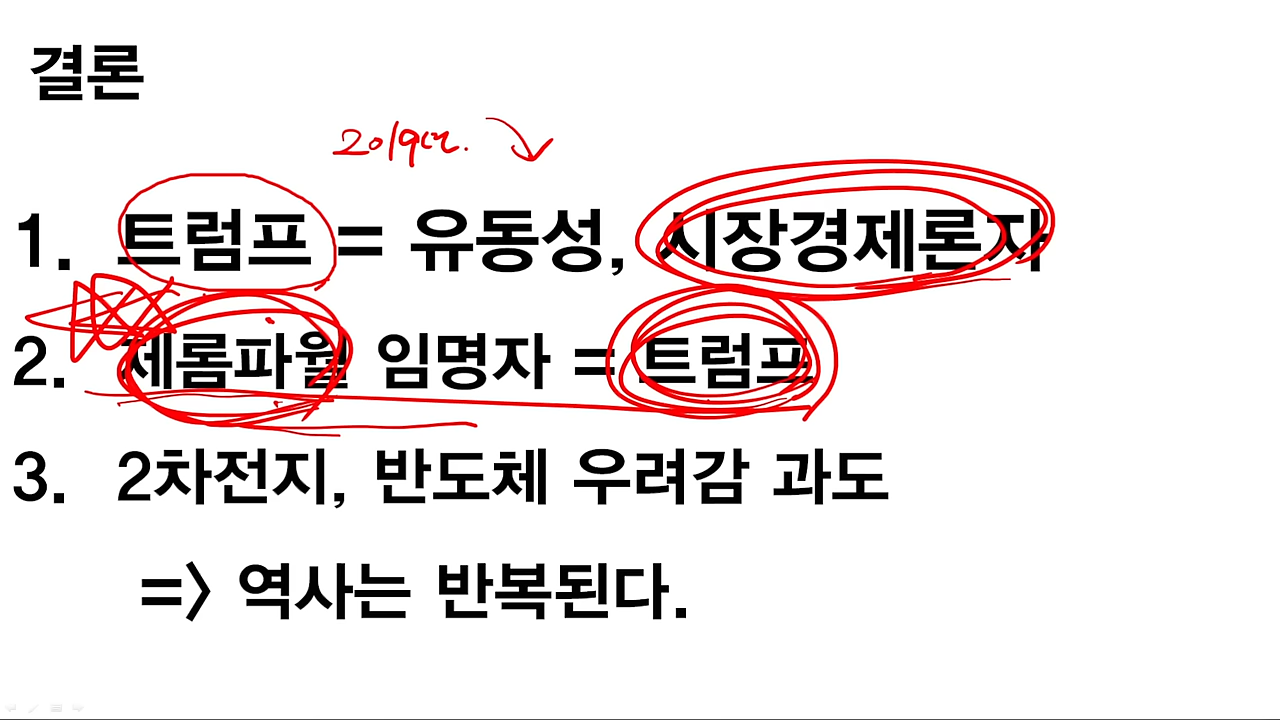 결론
2019년.
1. 트럼프 = 유동성, 시장경제론자
2. 제롬파월 임명자 = 트럼프
3. 2차전지, 반도체 우려감 과도
=> 역사는 반복된다.